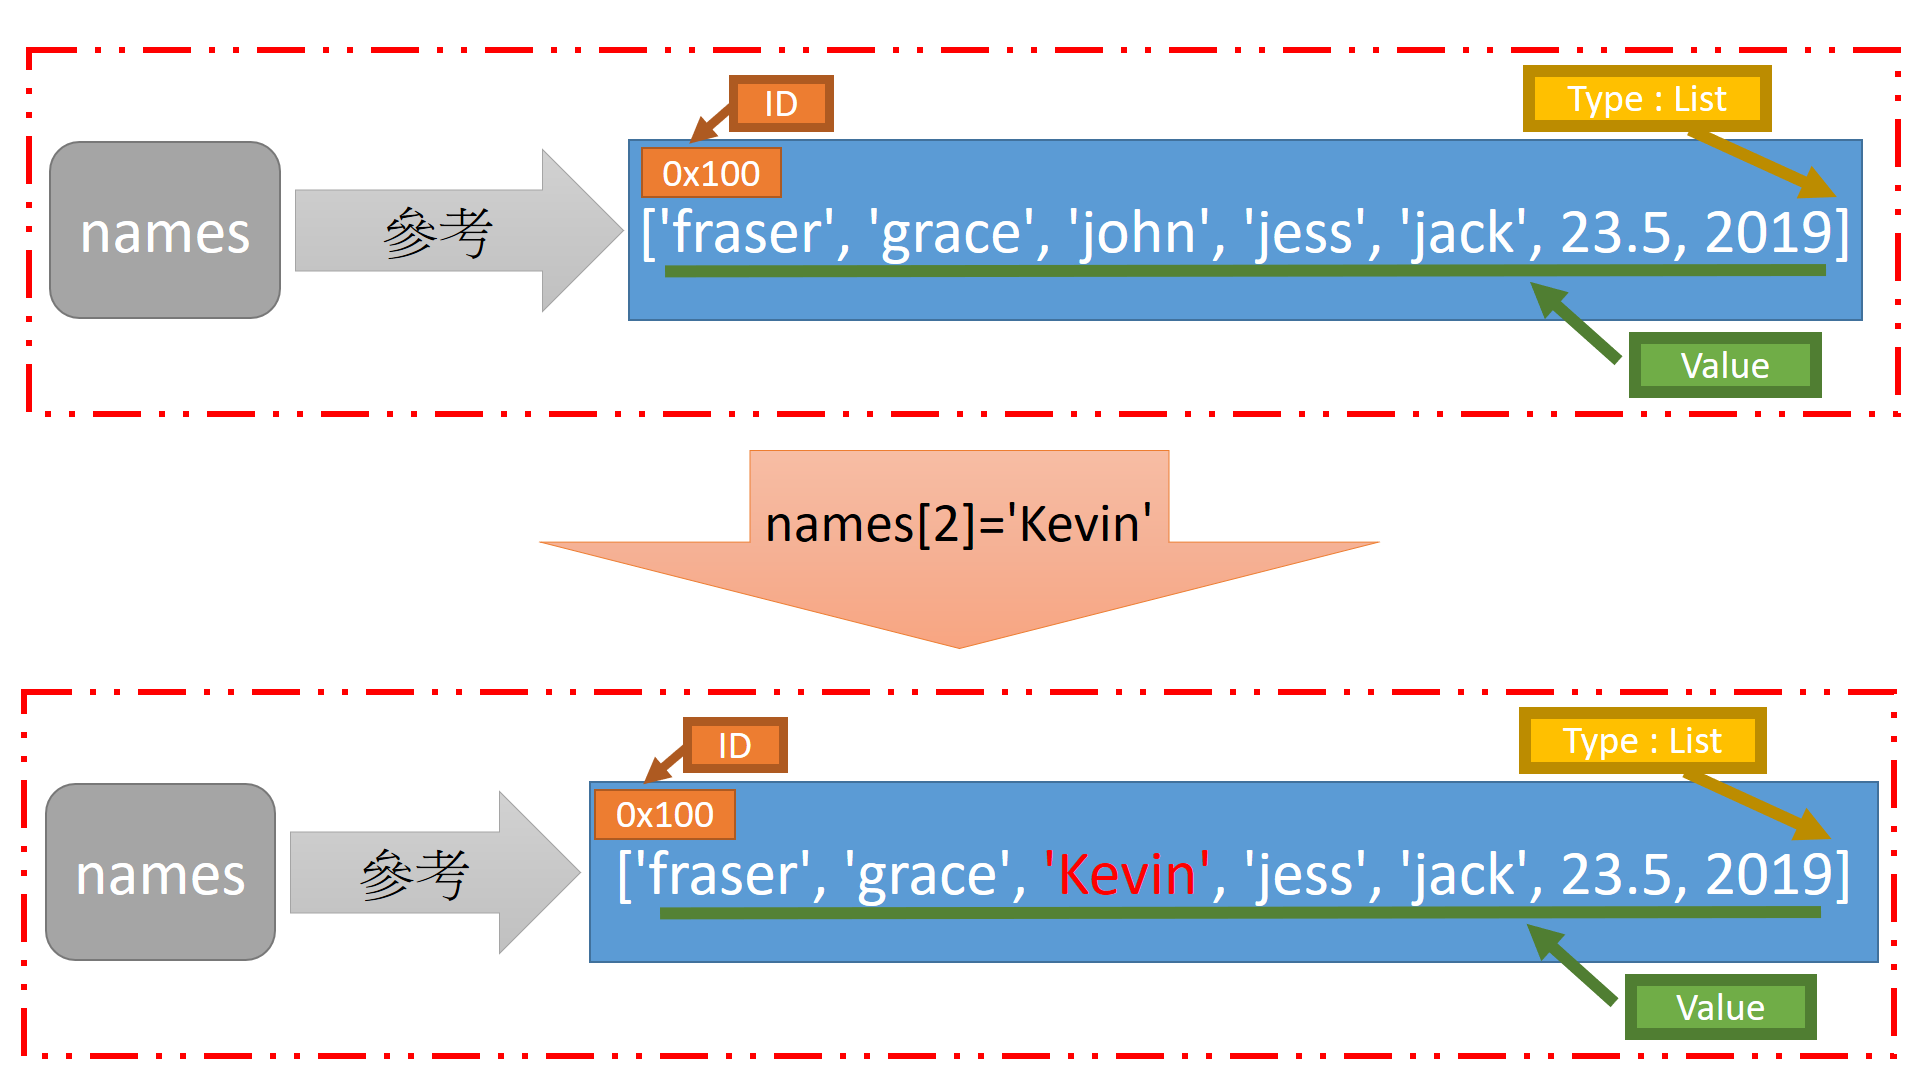 ID
Type : List
0x100
names
參考
['fraser', 'grace', 'john', 'jess', 'jack', 23.5, 2019]
Value
names[2]='Kevin'
ID
Type : List
0x100
names
參考
['fraser', 'grace', 'Kevin', 'jess', 'jack', 23.5, 2019]
Value